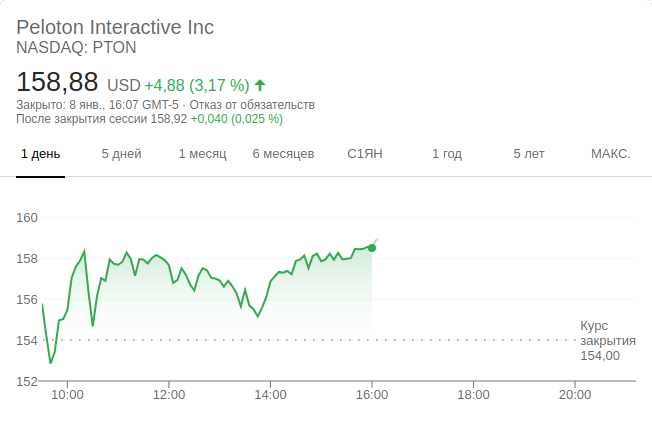 Peloton Interactive Inc
NASDAQ: PTON
158,88 USD +4,88 (3,17 %)
Закрыто: 8 янв., 16:07 GMT-5 · Отказ от обязательств
После закрытия сессии 158,92 +0,040 (0,025 %)
1 день 5 дней 1 месяц 6 месяцев С1ЯН 1 год 5 лет МАКС.
160
158
156
154
152
Курс
закрытия
154,00
10:00 12:00 14:00 16:00 18:00 20:00